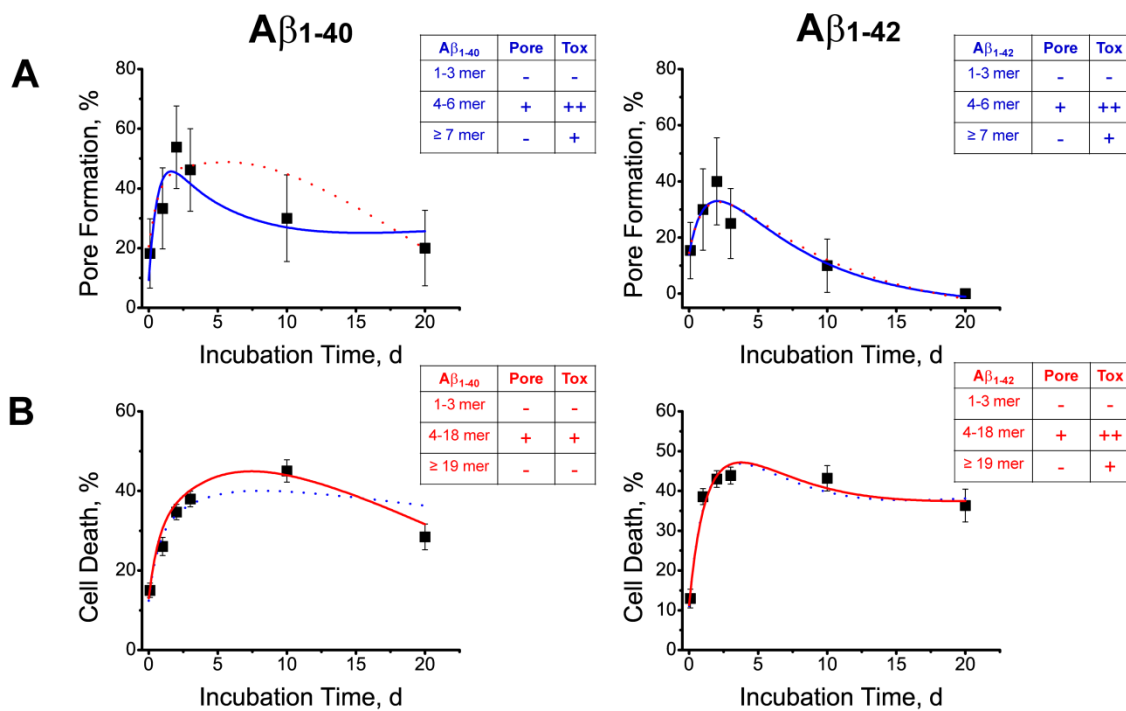 Aβ1-40
Aβ1-42
A
Aβ1-40 Pore Tox
1-3 mer - -
4-6 mer + ++
≥ 7 mer - +
Pore Formation, %
80
60
40
20
0
0 5 10 15 20
Incubation Time, d
Aβ1-42 Pore Tox
1-3 mer - -
4-6 mer + ++
≥ 7 mer - +
Pore Formation, %
80
70
60
50
40
30
20
10
0
0 5 10 15 20
Incubation Time, d
B
Aβ1-40 Pore Tox
1-3 mer - -
4-18 mer + +
≥ 19 mer - -
Cell Death, %
60
40
20
0
0 5 10 15 20
Incubation Time, d
Aβ1-42 Pore Tox
1-3 mer - -
4-18 mer + ++
≥ 19 mer - +
Cell Death, %
60
50
40
30
20
10
0
0 5 10 15 20
Incubation Time, d